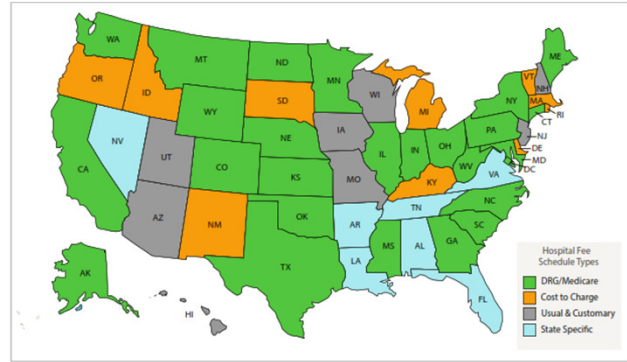 WA
MT
ND
MN
ME
VT
NH
OR
ID
SD
WI
MI
NY
MA
RI
CT
WY
IA
NE
PA
NJ
NV
UT
IL
IN
OH
DE
MD
DC
CA
CO
KS
MO
WV
VA
KY
AZ
NM
OK
AR
TN
NC
SC
MS
AL
GA
LA
TX
FL
AK
HI
Hospital Fee
Schedule Types
DRG/Medicare
Cost to Charge
Usual & Customary
State Specific